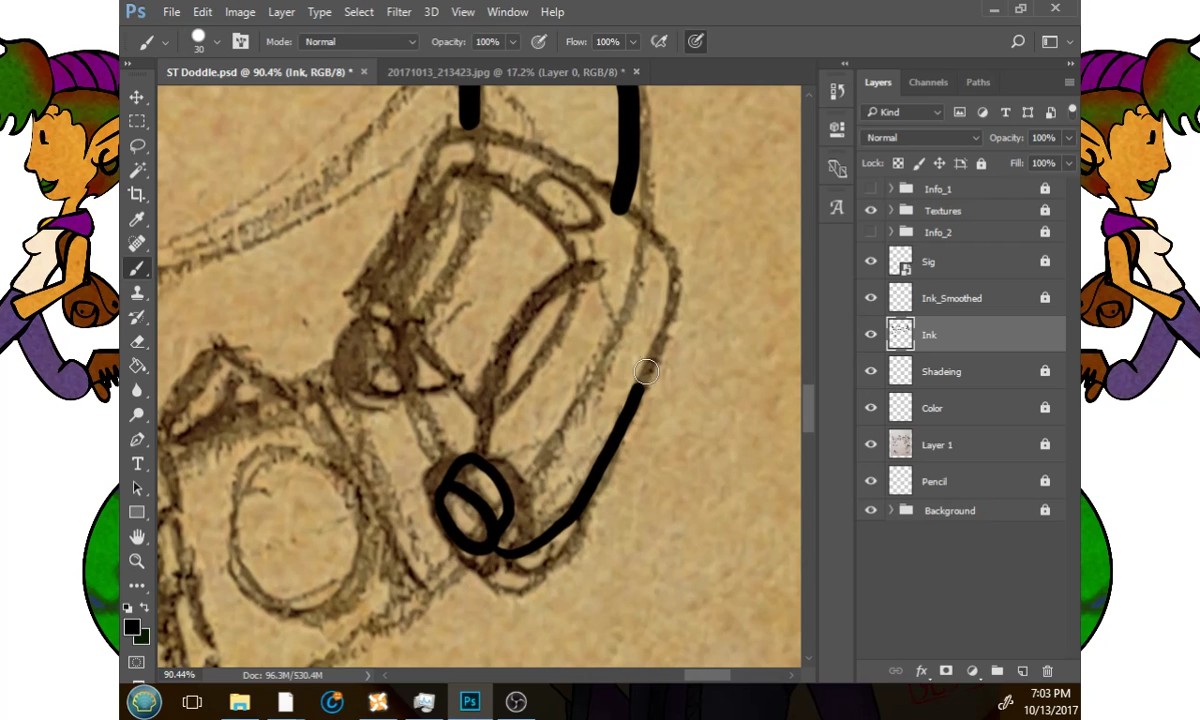 Ps File Edit Image Layer Type Select Filter 3D View Window Help
30 Mode: Normal Opacity: 100% Flow: 100%
ST Doddle.psd @ 90.4% (Ink, RGB/8) * × 20171013_213423.jpg @ 17.2% (Layer 0, RGB/8) * ×
Layers Channels Paths
Kind
Normal Opacity: 100%
Lock: Fill: 100%
Info_1
Textures
Info_2
Sig
Ink_Smoothed
Ink
Shadeing
Color
Layer 1
Pencil
Background
90.44% Doc: 96.3M/530.4M
fx
Ps
7:03 PM
10/13/2017